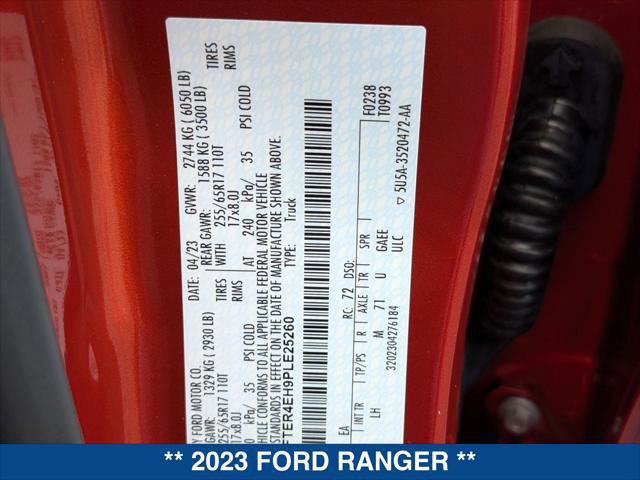 Y FORD MOTOR CO.
DATE: 04/23
GVWR: 2744 KG ( 6050 LB)
GAWR:
1329 KG (2930 LB)
REAR GAWR:
1588 KG ( 3500 LB)
255/65R17 110T
TIRES
WITH
255/65R17 110T
TIRES
17x8.0J
RIMS
17x8.0J
RIMS
kPa/ 35 PSI COLD
AT 240 kPa/ 35 PSI COLD
VEHICLE CONFORMS TO ALL APPLICABLE FEDERAL MOTOR VEHICLE
STANDARDS IN EFFECT ON THE DATE OF MANUFACTURE SHOWN ABOVE.
FTER4EH9PLE25260
TYPE: Truck
F0238
T0993
EA
RC: 72 DSO:
INT TR TP/PS R AXLE TR SPR
LH M 71 U GAEE
ULC
3202304276184
5U5A-3520472-AA
** 2023 FORD RANGER **